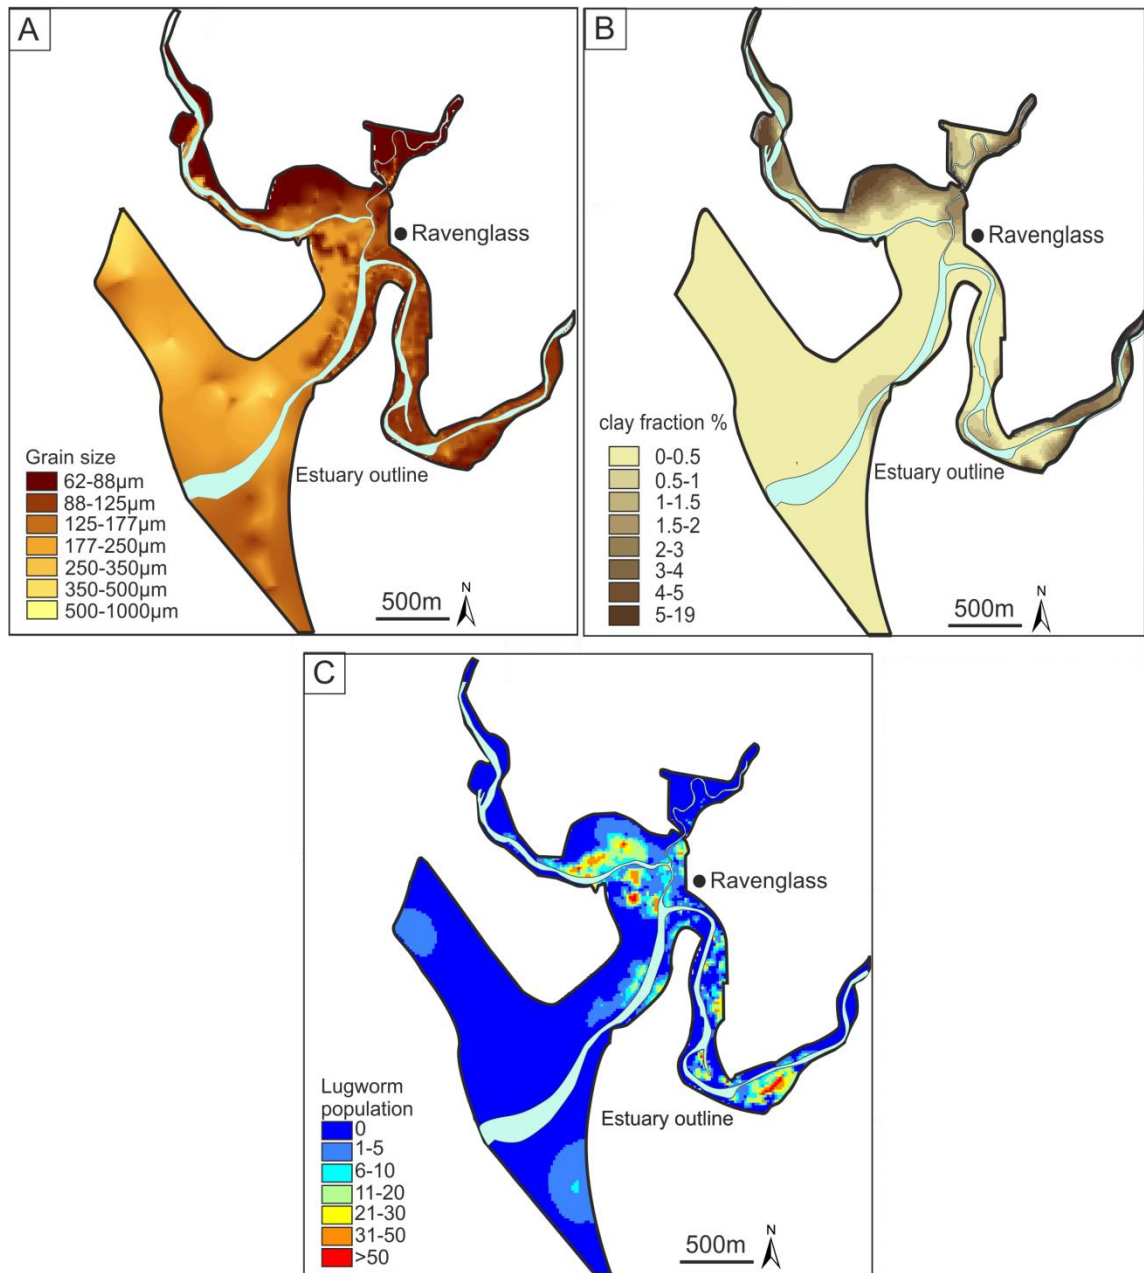 A
Ravenglass
Estuary outline
Grain size
62-88µm
88-125µm
125-177µm
177-250µm
250-350µm
350-500µm
500-1000µm
500m
N
B
Ravenglass
Estuary outline
clay fraction %
0-0.5
0.5-1
1-1.5
1.5-2
2-3
3-4
4-5
5-19
500m
N
C
Ravenglass
Estuary outline
Lugworm
population
0
1-5
6-10
11-20
21-30
31-50
>50
500m
N